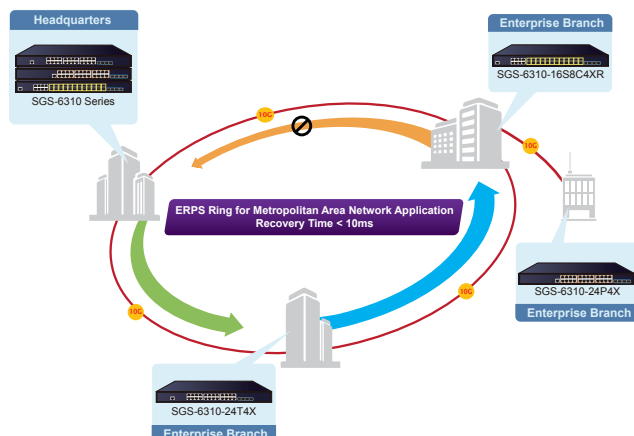 Headquarters
SGS-6310 Series
Enterprise Branch
SGS-6310-16S8C4XR
10G
10G
ERPS Ring for Metropolitan Area Network Application
Recovery Time < 10ms
SGS-6310-24P4X
Enterprise Branch
10G
10G
SGS-6310-24T4X
Enterprise Branch